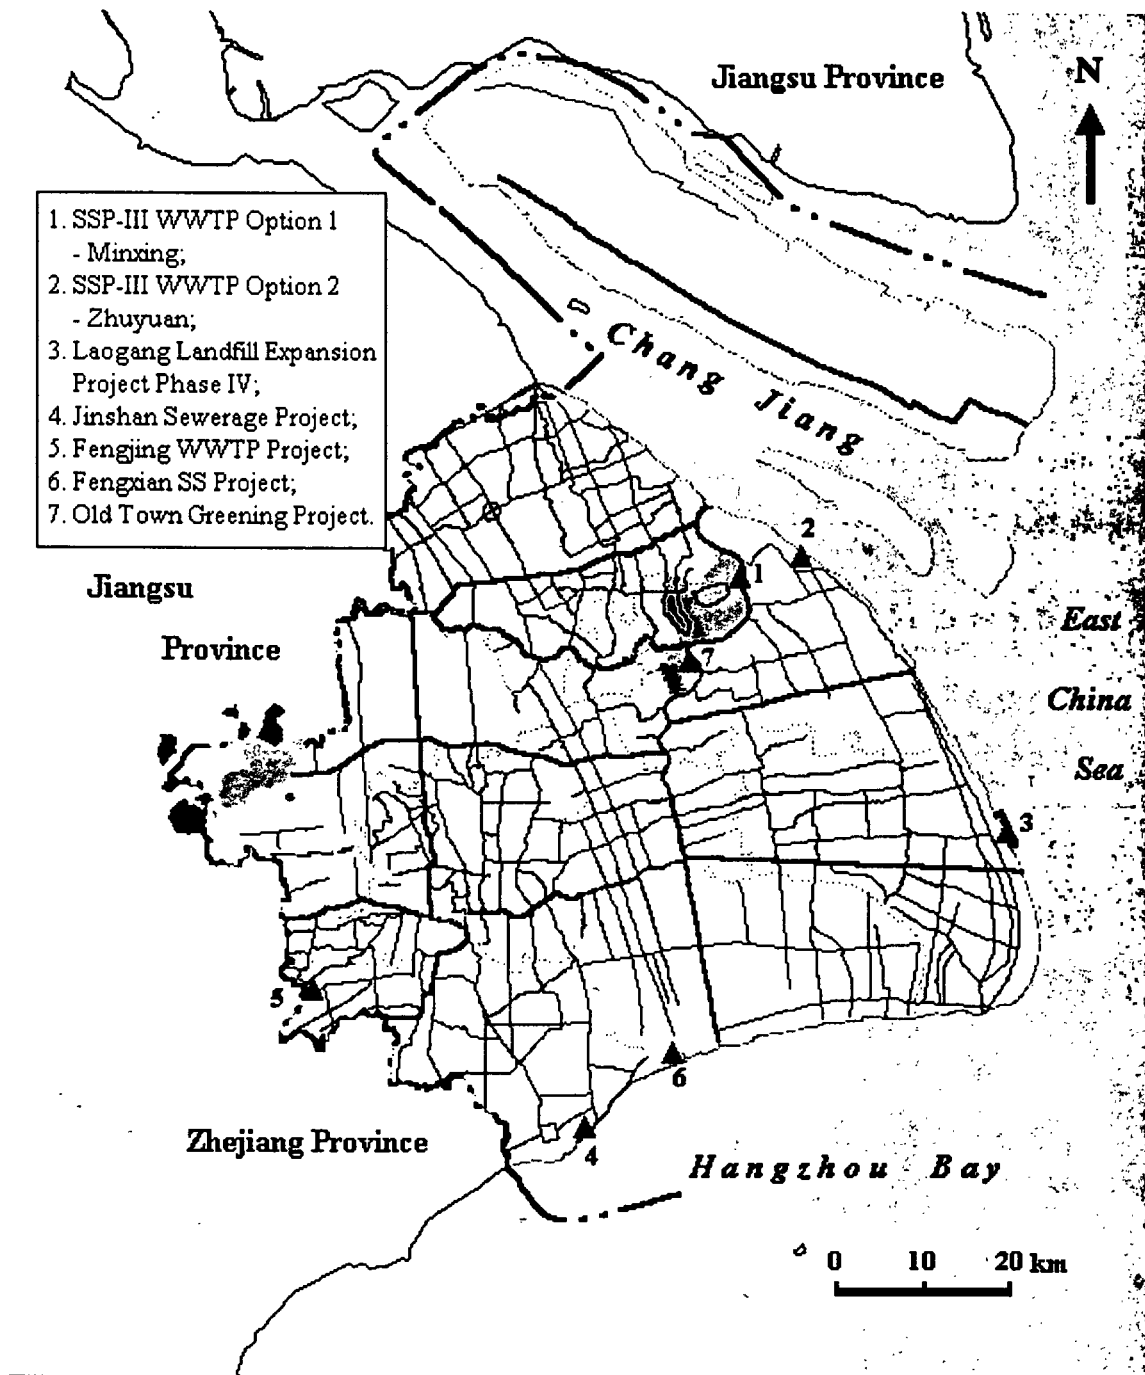 Jiangsu Province
N
1. SSP-III WWTP Option 1
- Minxing;
2. SSP-III WWTP Option 2
- Zhuyuan;
3. Laogang Landfill Expansion
Project Phase IV;
4. Jinshan Sewerage Project;
5. Fengjing WWTP Project;
6. Fengxian SS Project;
7. Old Town Greening Project.
Chang Jiang
2
1
Jiangsu
Province
7
East
China
Sea
3
5
6
4
Zhejiang Province
Hangzhou Bay
0 10 20 km